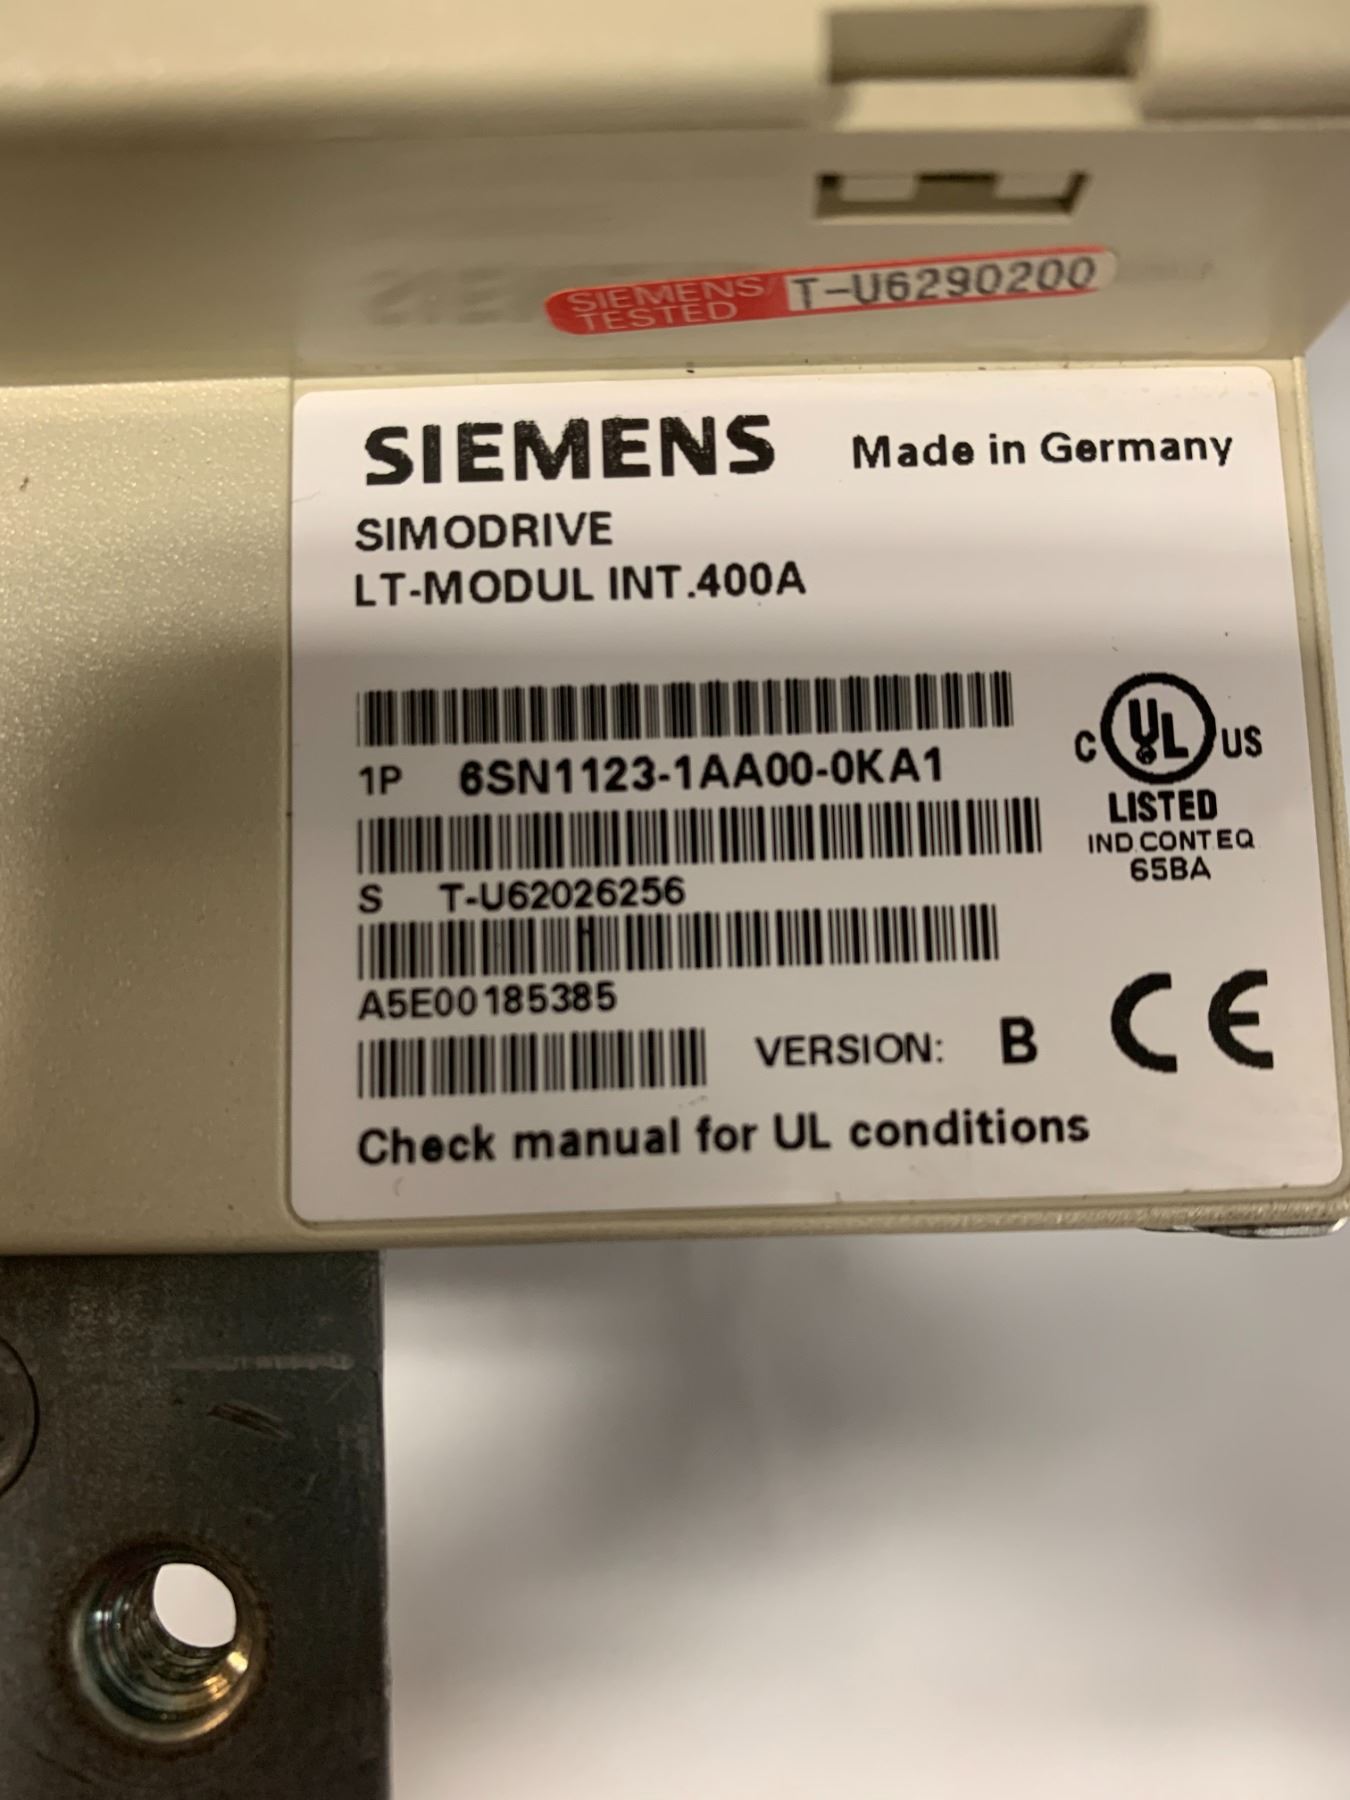 SIEMENS/ T-U6290200
TESTED
SIEMENS Made in Germany
SIMODRIVE
LT-MODUL INT.400A
1P 6SN1123-1AA00-0KA1
C UL US
LISTED
IND.CONT.EQ
65BA
S T-U62026256
A5E00185385
VERSION: B CE
Check manual for UL conditions